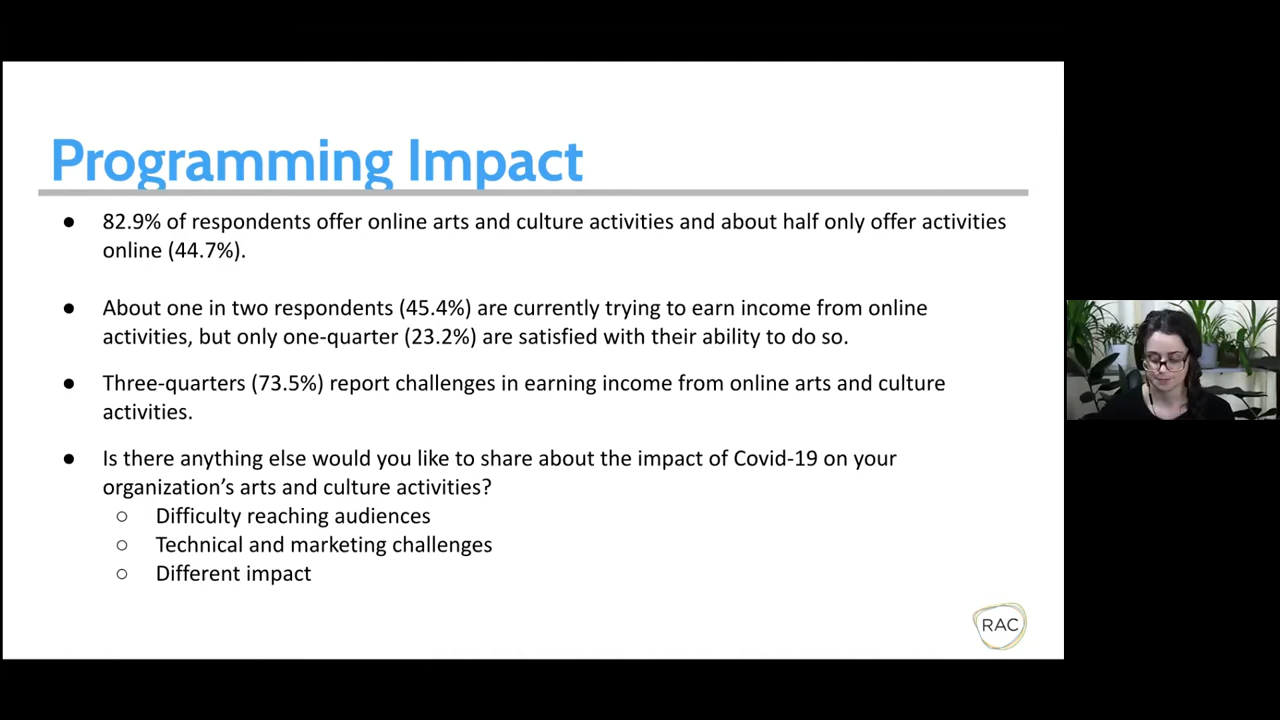 Programming Impact
● 82.9% of respondents offer online arts and culture activities and about half only offer activities
online (44.7%).
● About one in two respondents (45.4%) are currently trying to earn income from online
activities, but only one-quarter (23.2%) are satisfied with their ability to do so.
● Three-quarters (73.5%) report challenges in earning income from online arts and culture
activities.
● Is there anything else would you like to share about the impact of Covid-19 on your
organization’s arts and culture activities?
○ Difficulty reaching audiences
○ Technical and marketing challenges
○ Different impact
RAC